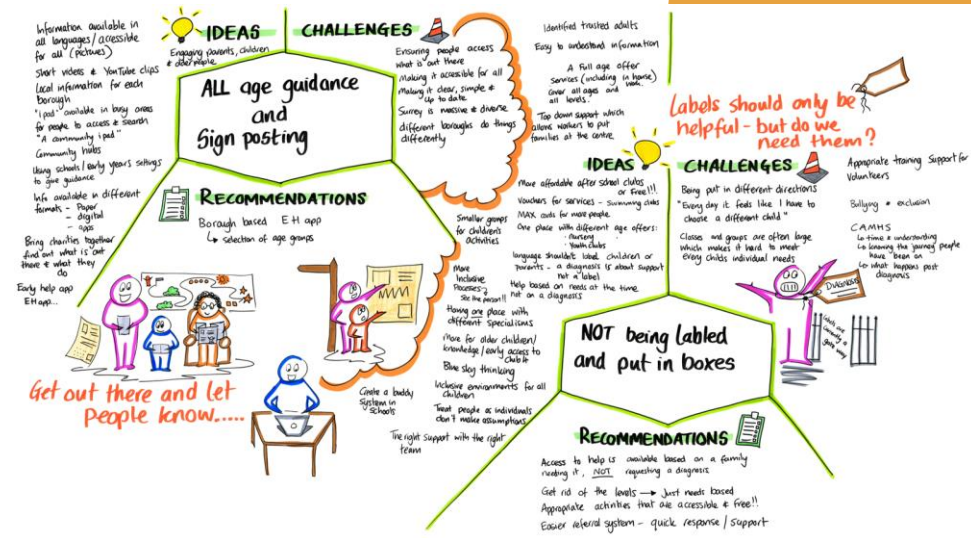 Information available in
all languages / accessible
for all (pictures)
Short videos & YouTube clips
Local information for each
borough
"ipad" available in busy areas
for people to access & search
"A community ipad"
Community hubs
Using schools / early years settings
to give guidance
Info available in different
formats - Paper
- digital
- apps
Bring charities together
find out what is out
there & what they
do
Early help app
EH app...
IDEAS
Engaging parents, children
& older people
CHALLENGES
Ensuring people access
what is out there
Making it accessible for all
Making it clear, simple &
up to date
Surrey is massive & diverse
different boroughs do things
differently
ALL age guidance
and
Sign posting
RECOMMENDATIONS
Borough based EH app
↳ selection of age groups
Get out there and let
people know.....
Identified trusted adults
Easy to understand information
A Full age offer
services (including in house)
Cover all ages and work
all levels.
Top down support which
allows workers to put
families at the centre
IDEAS
More affordable after school clubs
or free!!!
Vouchers for services - Swimming clubs
MAX cards for more people.
One place with different age offers:
· nursery
· Youth clubs
language shouldn't label children or
parents - a diagnosis is about support
not a label
Help based on needs at the time
not on a diagnosis
Smaller groups
for children's
activities
More
Inclusive
Processes
↳ See the person!!
Having one place with
different specialisms
More for older children/
knowledge/early access to
clubs
Blue sky thinking
Inclusive environments for all
children
Treat people as individuals
don't make assumptions
Create a buddy
system in
schools
The right support with the right
team
Labels should only be
helpful - but do we
need them?
CHALLENGES
Being put in different directions
"Every day it feels like I have to
choose a different child"
Classes and groups are often large
which makes it hard to meet
every childs individual needs
Appropriate training support for
Volunteers
Bullying & exclusion
CAMHS
↳ time & understanding
↳ knowing the journey people
have been on
↳ what happens post
diagnosis
DIAGNOSIS
Labels are
currently a
gate way
NOT being labled
and put in boxes
RECOMMENDATIONS
Access to help is available based on a family
needing it, NOT requesting a diagnosis
Get rid of the levels → Just needs based
Appropriate activities that are accessible & free!!
Easier referral system - quick response / support